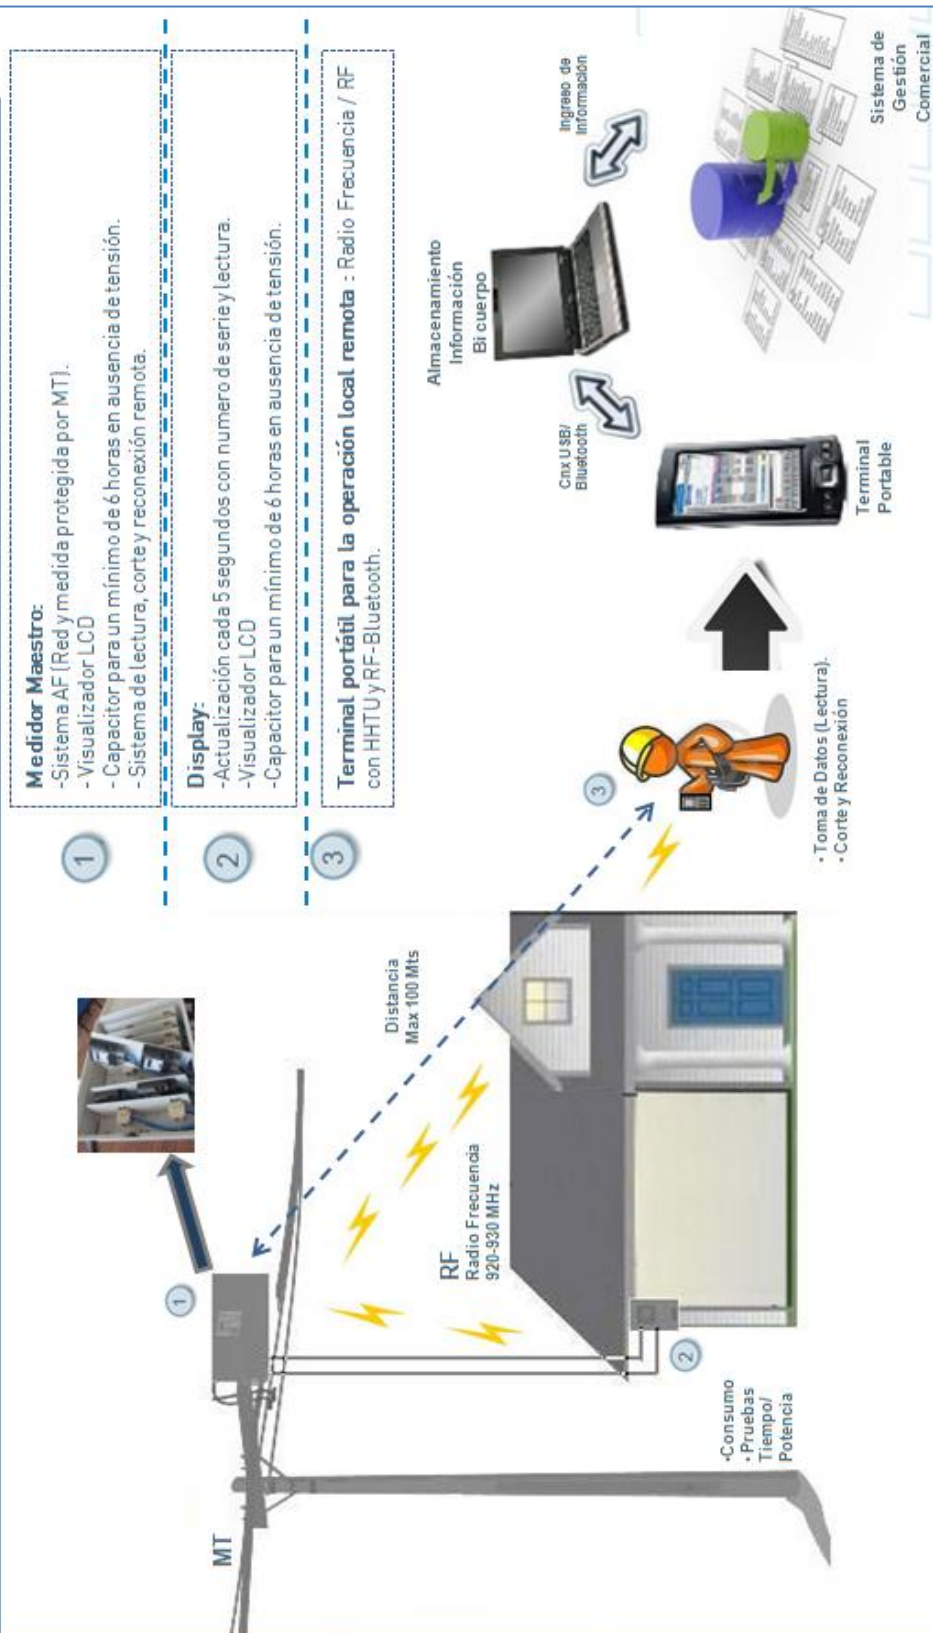 1
Medidor Maestro:
-Sistema AF (Red y medida protegida por MT).
- Visualizador LCD
- Capacitor para un mínimo de 6 horas en ausencia de tensión.
- Sistema de lectura, corte y reconexión remota.
2
Display:
-Actualización cada 5 segundos con numero de serie y lectura.
-Visualizador LCD
-Capacitor para un mínimo de 6 horas en ausencia de tensión.
3
Terminal portátil para la operación local remota : Radio Frecuencia / RF
con HHTU y RF-Bluetooth.
MT
1
RF
Radio Frecuencia
920-930 MHz
Distancia
Max 100 Mts
2
•Consumo
• Pruebas
Tiempo/
Potencia
3
• Toma de Datos (Lectura).
• Corte y Reconexión
Terminal
Portable
Cnx USB/
Bluetooth
Almacenamiento
Información
Bi cuerpo
Ingreso de
Información
Sistema de
Gestión
Comercial